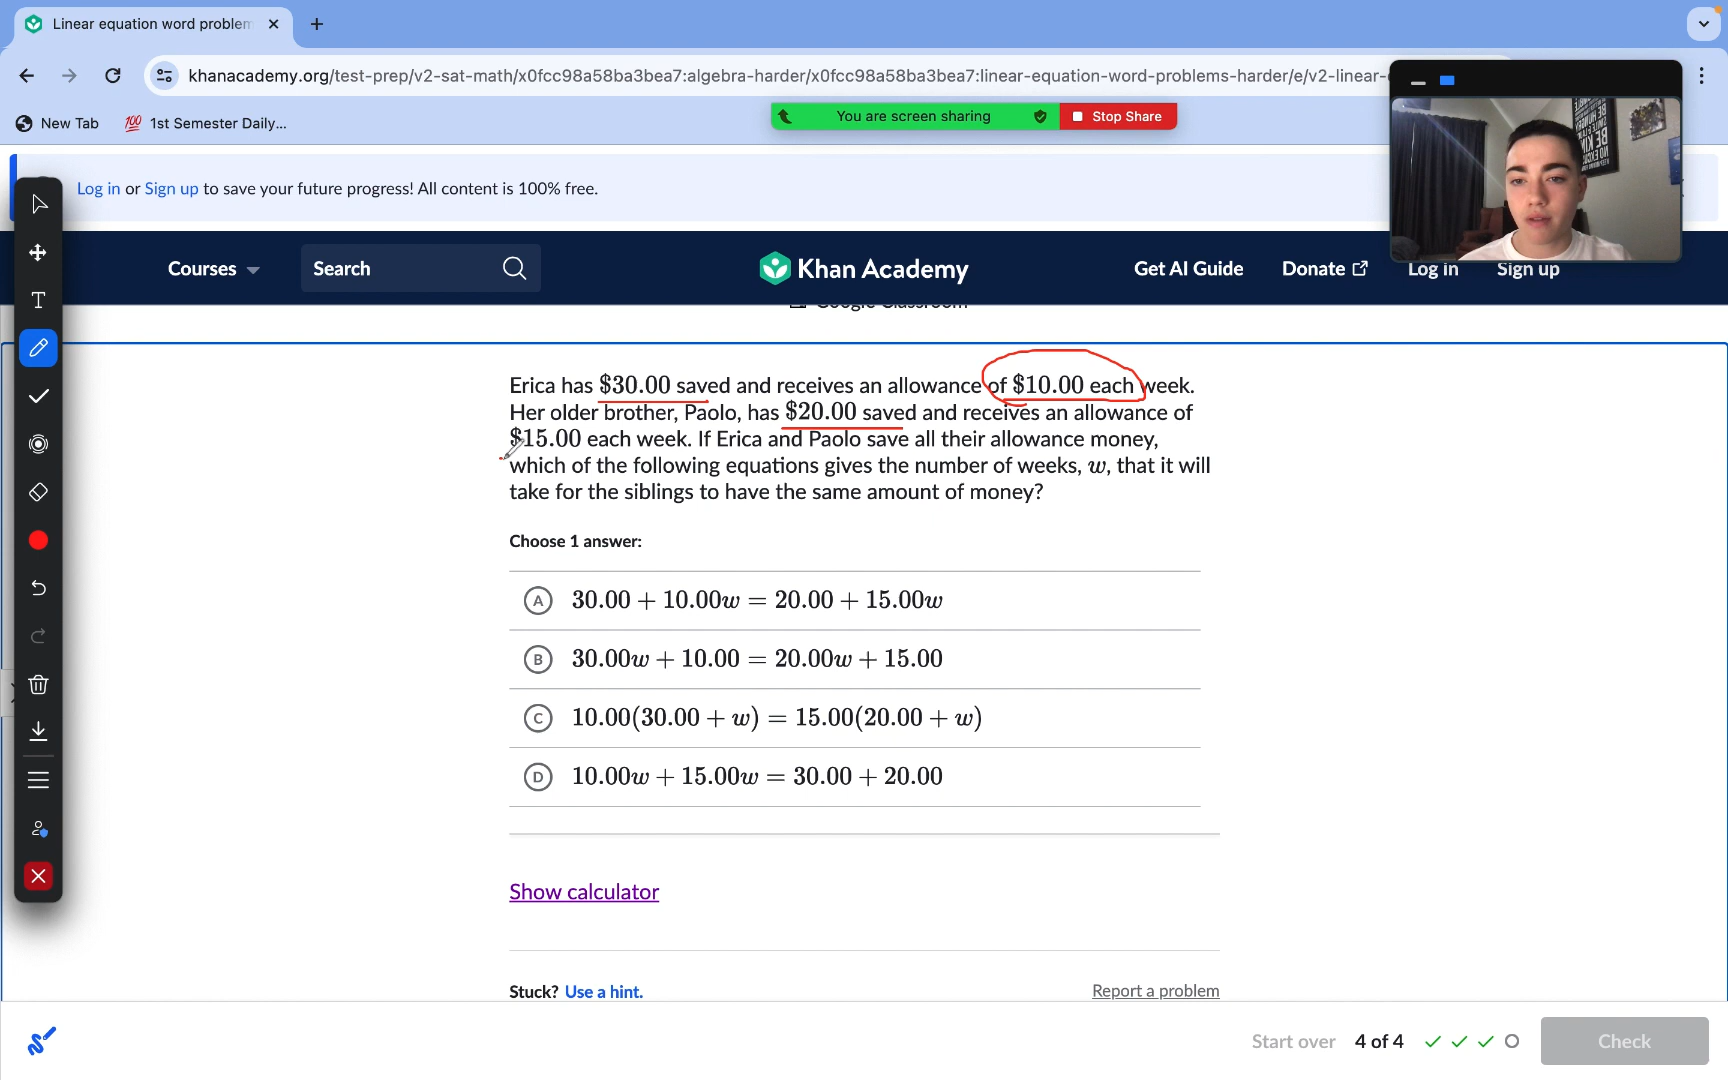 Linear equation word problem
khanacademy.org/test-prep/v2-sat-math/x0fcc98a58ba3bea7:algebra-harder/x0fcc98a58ba3bea7:linear-equation-word-problems-harder/e/v2-linear-
New Tab
1st Semester Daily...
You are screen sharing
Stop Share
Log in or Sign up to save your future progress! All content is 100% free.
Courses
Search
Khan Academy
Get AI Guide
Donate
Log in
Sign up
Google Classroom
Erica has $30.00 saved and receives an allowance of $10.00 each week.
Her older brother, Paolo, has $20.00 saved and receives an allowance of
$15.00 each week. If Erica and Paolo save all their allowance money,
which of the following equations gives the number of weeks, w, that it will
take for the siblings to have the same amount of money?
Choose 1 answer:
A 30.00 + 10.00w = 20.00 + 15.00w
B 30.00w + 10.00 = 20.00w + 15.00
C 10.00(30.00 + w) = 15.00(20.00 + w)
D 10.00w + 15.00w = 30.00 + 20.00
Show calculator
Stuck? Use a hint.
Report a problem
Start over
4 of 4
Check